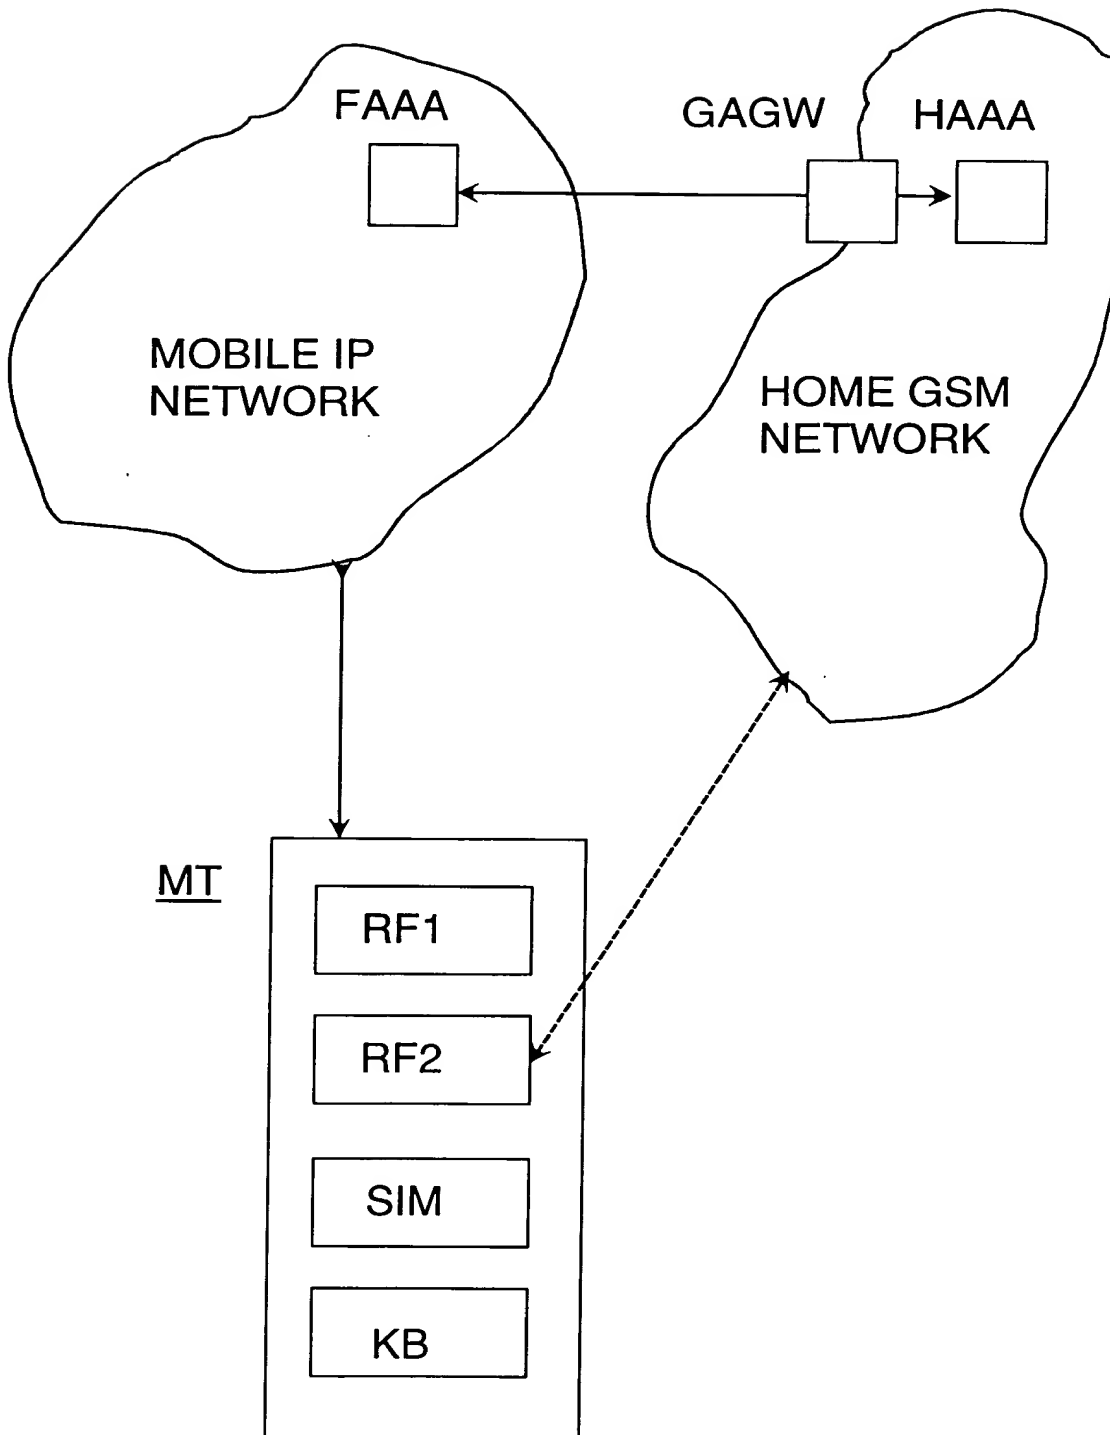 FAAA
GAGW
HAAA
MOBILE IP
NETWORK
HOME GSM
NETWORK
MT
RF1
RF2
SIM
KB